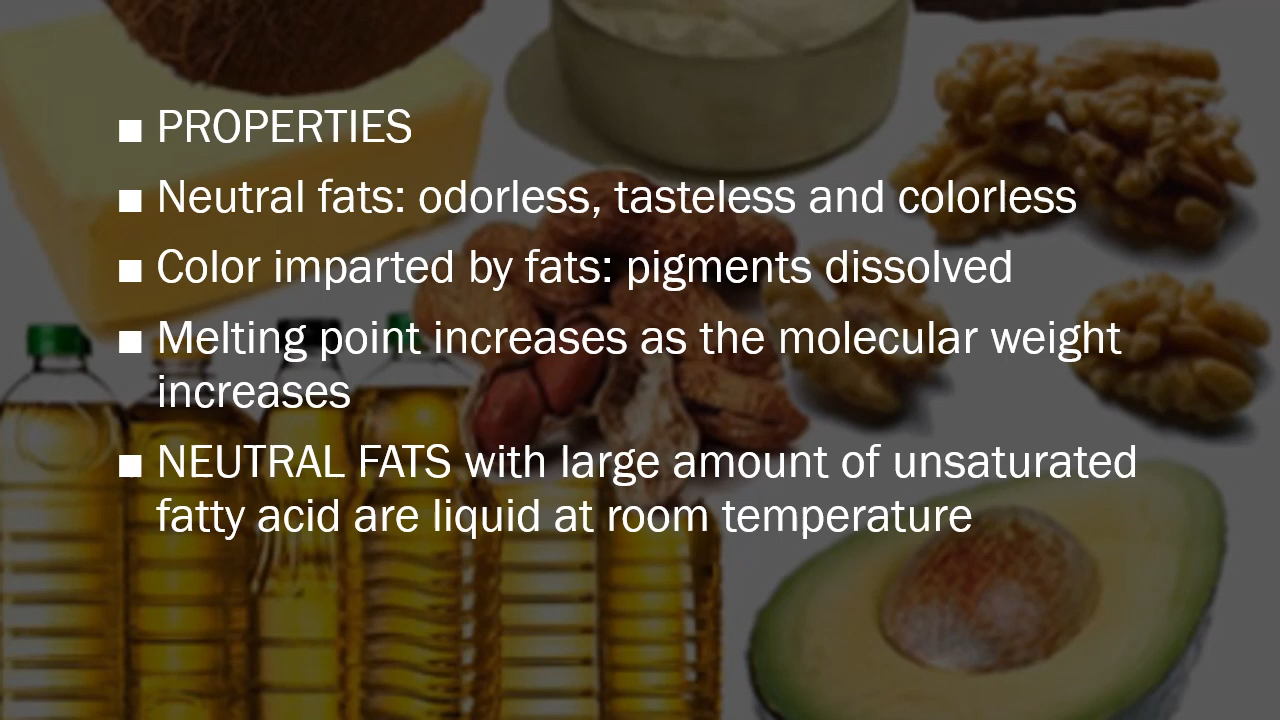 ■ PROPERTIES
■ Neutral fats: odorless, tasteless and colorless
■ Color imparted by fats: pigments dissolved
■ Melting point increases as the molecular weight
increases
■ NEUTRAL FATS with large amount of unsaturated
fatty acid are liquid at room temperature